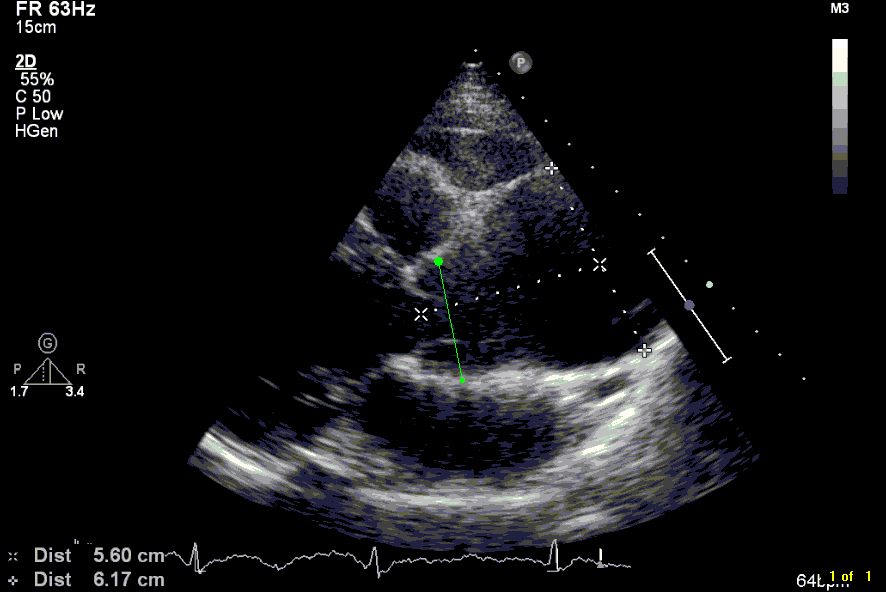 FR 63Hz
15cm
M3
2D
55%
C 50
P Low
HGen
P
G
P R
1.7 3.4
Dist 5.60 cm
Dist 6.17 cm
1 of 1